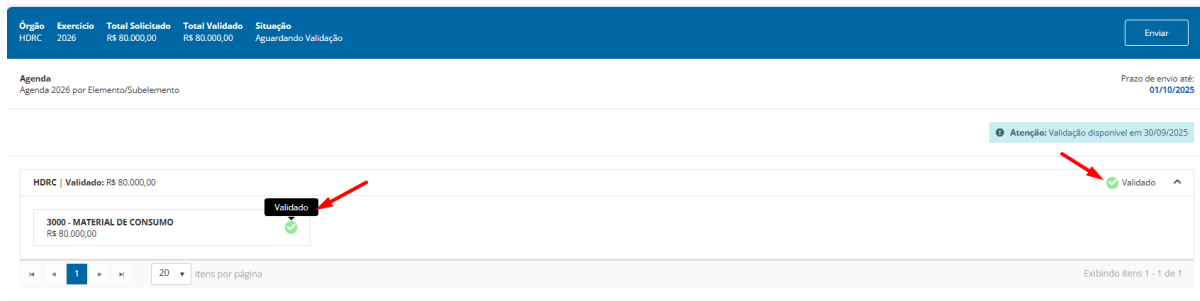 Órgão Exercício Total Solicitado Total Validado Situação
HDRC 2026 R$ 80.000,00 R$ 80.000,00 Aguardando Validação
Enviar
Agenda
Agenda 2026 por Elemento/Subelemento
Prazo de envio até:
01/10/2025
Atenção: Validação disponível em 30/09/2025
HDRC | Validado: R$ 80.000,00
Validado
Validado
3000 - MATERIAL DE CONSUMO
R$ 80.000,00
1 20 itens por página
Exibindo itens 1 - 1 de 1